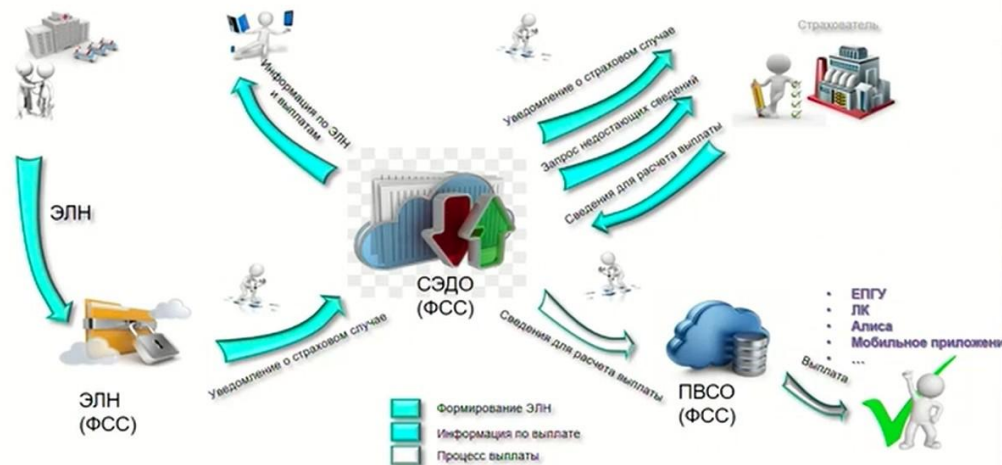 Страхователь
Уведомление о страховом случае
Информация по ЭЛН
и выплатам
Запрос недостающих сведений
Сведения для расчета выплаты
ЭЛН
СЭДО
(ФСС)
Уведомление о страховом случае
Сведения для расчета выплаты
ЭЛН
(ФСС)
ПВСО
(ФСС)
• ЕПГУ
• ЛК
• Алиса
• Мобильное приложени
• ...
Выплата
Формирование ЭЛН
Информация по выплате
Процесс выплаты